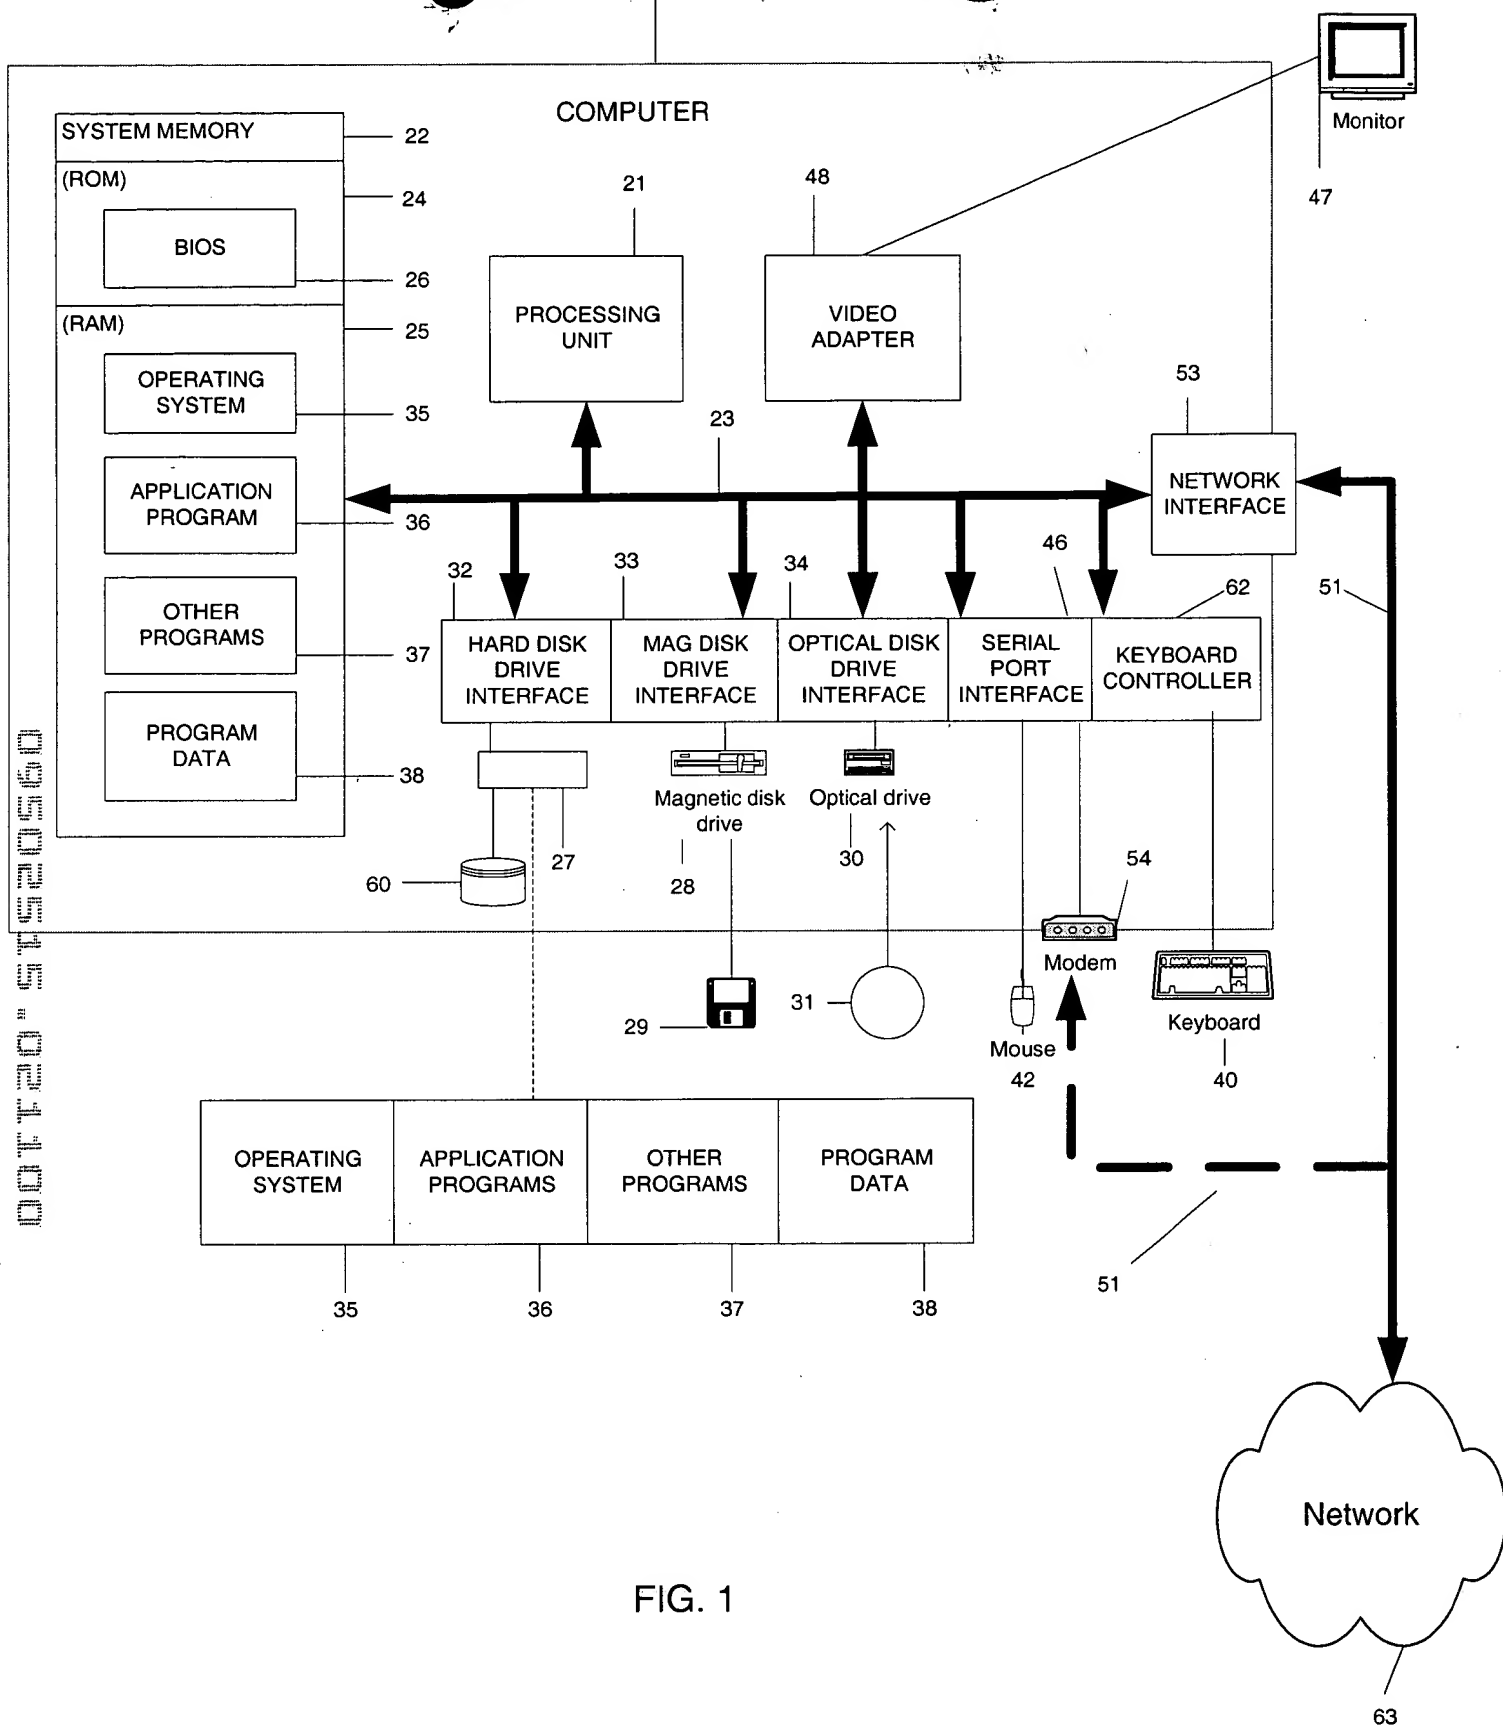 COMPUTER
Monitor
47
SYSTEM MEMORY
22
(ROM)
24
BIOS
26
(RAM)
25
OPERATING
SYSTEM
35
APPLICATION
PROGRAM
36
OTHER
PROGRAMS
37
PROGRAM
DATA
38
21
PROCESSING
UNIT
48
VIDEO
ADAPTER
23
53
NETWORK
INTERFACE
51
32
33
34
46
62
HARD DISK
DRIVE
INTERFACE
MAG DISK
DRIVE
INTERFACE
OPTICAL DISK
DRIVE
INTERFACE
SERIAL
PORT
INTERFACE
KEYBOARD
CONTROLLER
Magnetic disk
drive
Optical drive
27
28
30
54
60
Modem
29
31
Mouse
42
Keyboard
40
OPERATING
SYSTEM
APPLICATION
PROGRAMS
OTHER
PROGRAMS
PROGRAM
DATA
35
36
37
38
51
Network
63
FIG. 1